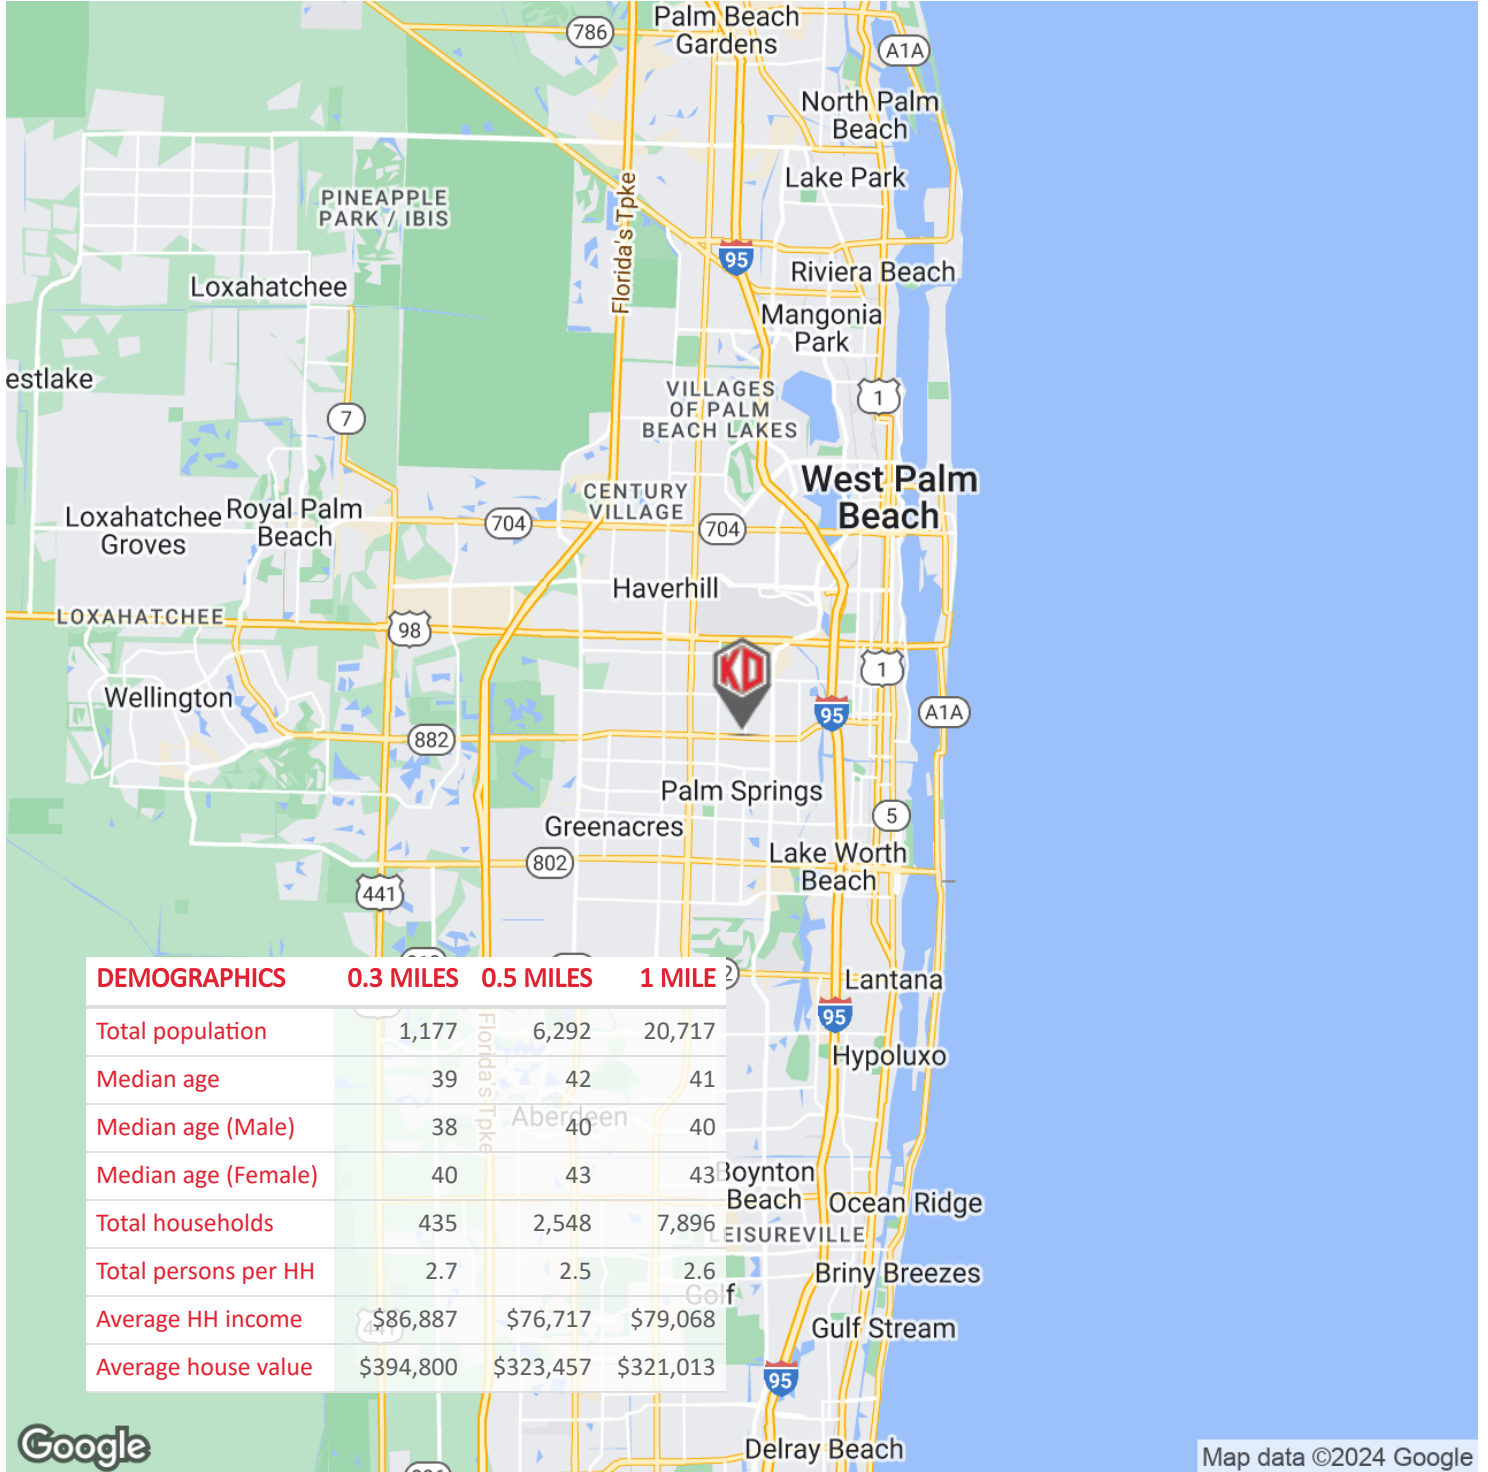 Palm Beach
Gardens
786
A1A
North Palm
Beach
Lake Park
Florida's Tpke
PINEAPPLE
PARK / IBIS
95
Riviera Beach
Loxahatchee
Mangonia
Park
estlake
VILLAGES
OF PALM
BEACH LAKES
1
7
West Palm
Beach
CENTURY
VILLAGE
Loxahatchee
Groves
Royal Palm
Beach
704
704
Haverhill
LOXAHATCHEE
98
KD
1
Wellington
95
A1A
882
Palm Springs
5
Greenacres
Lake Worth
Beach
802
441
DEMOGRAPHICS 0.3 MILES 0.5 MILES 1 MILE
Total population 1,177 6,292 20,717
Median age 39 42 41
Median age (Male) 38 40 40
Median age (Female) 40 43 43
Total households 435 2,548 7,896
Total persons per HH 2.7 2.5 2.6
Average HH income $86,887 $76,717 $79,068
Average house value $394,800 $323,457 $321,013
Florida's Tpke
Aberdeen
Golf
441
Lantana
95
Hypoluxo
Boynton
Beach
Ocean Ridge
LEISUREVILLE
Briny Breezes
Gulf Stream
95
Delray Beach
Google
Map data ©2024 Google